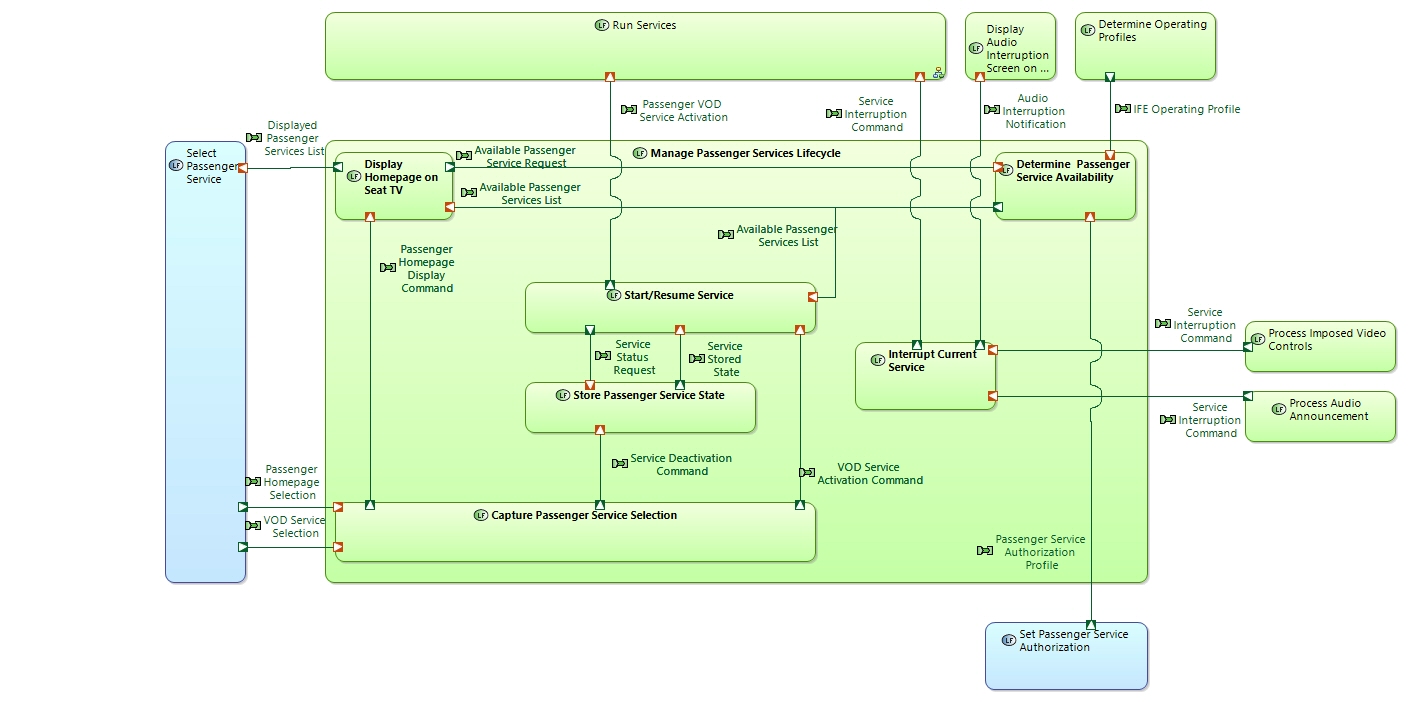 Run Services
Display
Audio
Interruption
Screen on ...
Determine Operating
Profiles
Passenger VOD
Service Activation
Service
Interruption
Command
Audio
Interruption
Notification
IFE Operating Profile
Displayed
Passenger
Services List
Select
Passenger
Service
Manage Passenger Services Lifecycle
Display
Homepage on
Seat TV
Available Passenger
Service Request
Available Passenger
Services List
Determine  Passenger
Service Availability
Available Passenger
Services List
Passenger
Homepage
Display
Command
Start/Resume Service
Service
Status
Request
Service
Stored
State
Interrupt Current
Service
Service
Interruption
Command
Process Imposed Video
Controls
Store Passenger Service State
Process Audio
Announcement
Service
Interruption
Command
Service Deactivation
Command
VOD Service
Activation Command
Passenger
Homepage
Selection
VOD Service
Selection
Capture Passenger Service Selection
Passenger Service
Authorization
Profile
Set Passenger Service
Authorization
LF
LF
LF
LF
LF
LF
LF
LF
LF
LF
LF
LF
LF
LF